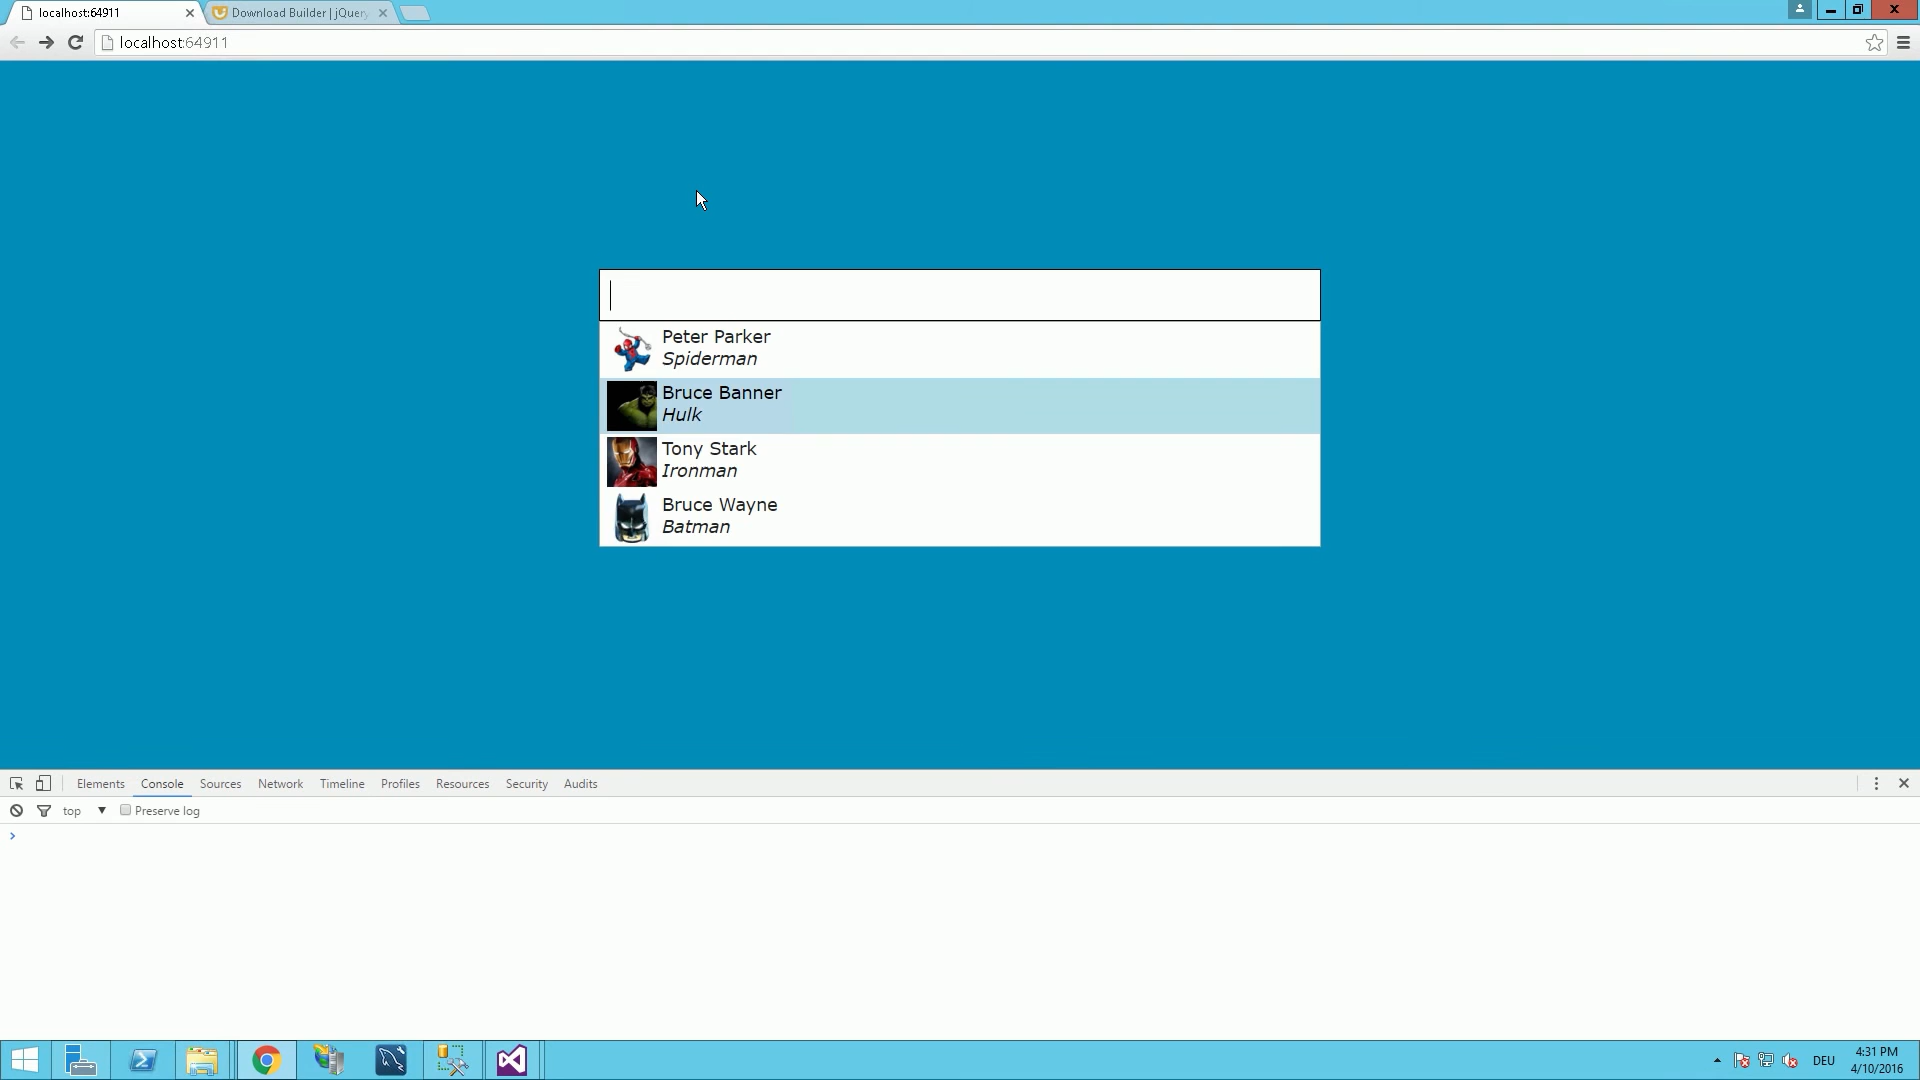 localhost:64911
Download Builder | jQuery
localhost:64911
Peter Parker
Spiderman
Bruce Banner
Hulk
Tony Stark
Ironman
Bruce Wayne
Batman
Elements Console Sources Network Timeline Profiles Resources Security Audits
top Preserve log
DEU
4:31 PM
4/10/2016